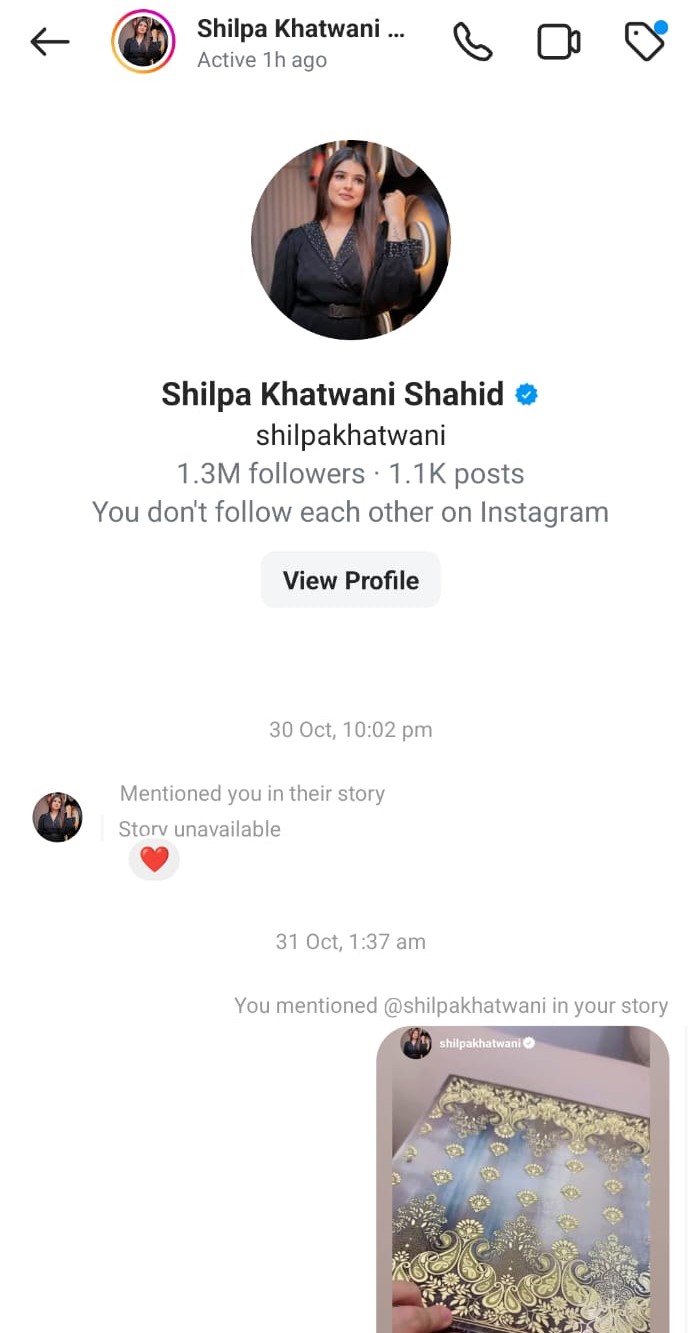 Shilpa Khatwani ...
Active 1h ago
Shilpa Khatwani Shahid
shilpakhatwani
1.3M followers · 1.1K posts
You don't follow each other on Instagram
View Profile
30 Oct, 10:02 pm
Mentioned you in their story
Story unavailable
31 Oct, 1:37 am
You mentioned @shilpakhatwani in your story
shilpakhatwani